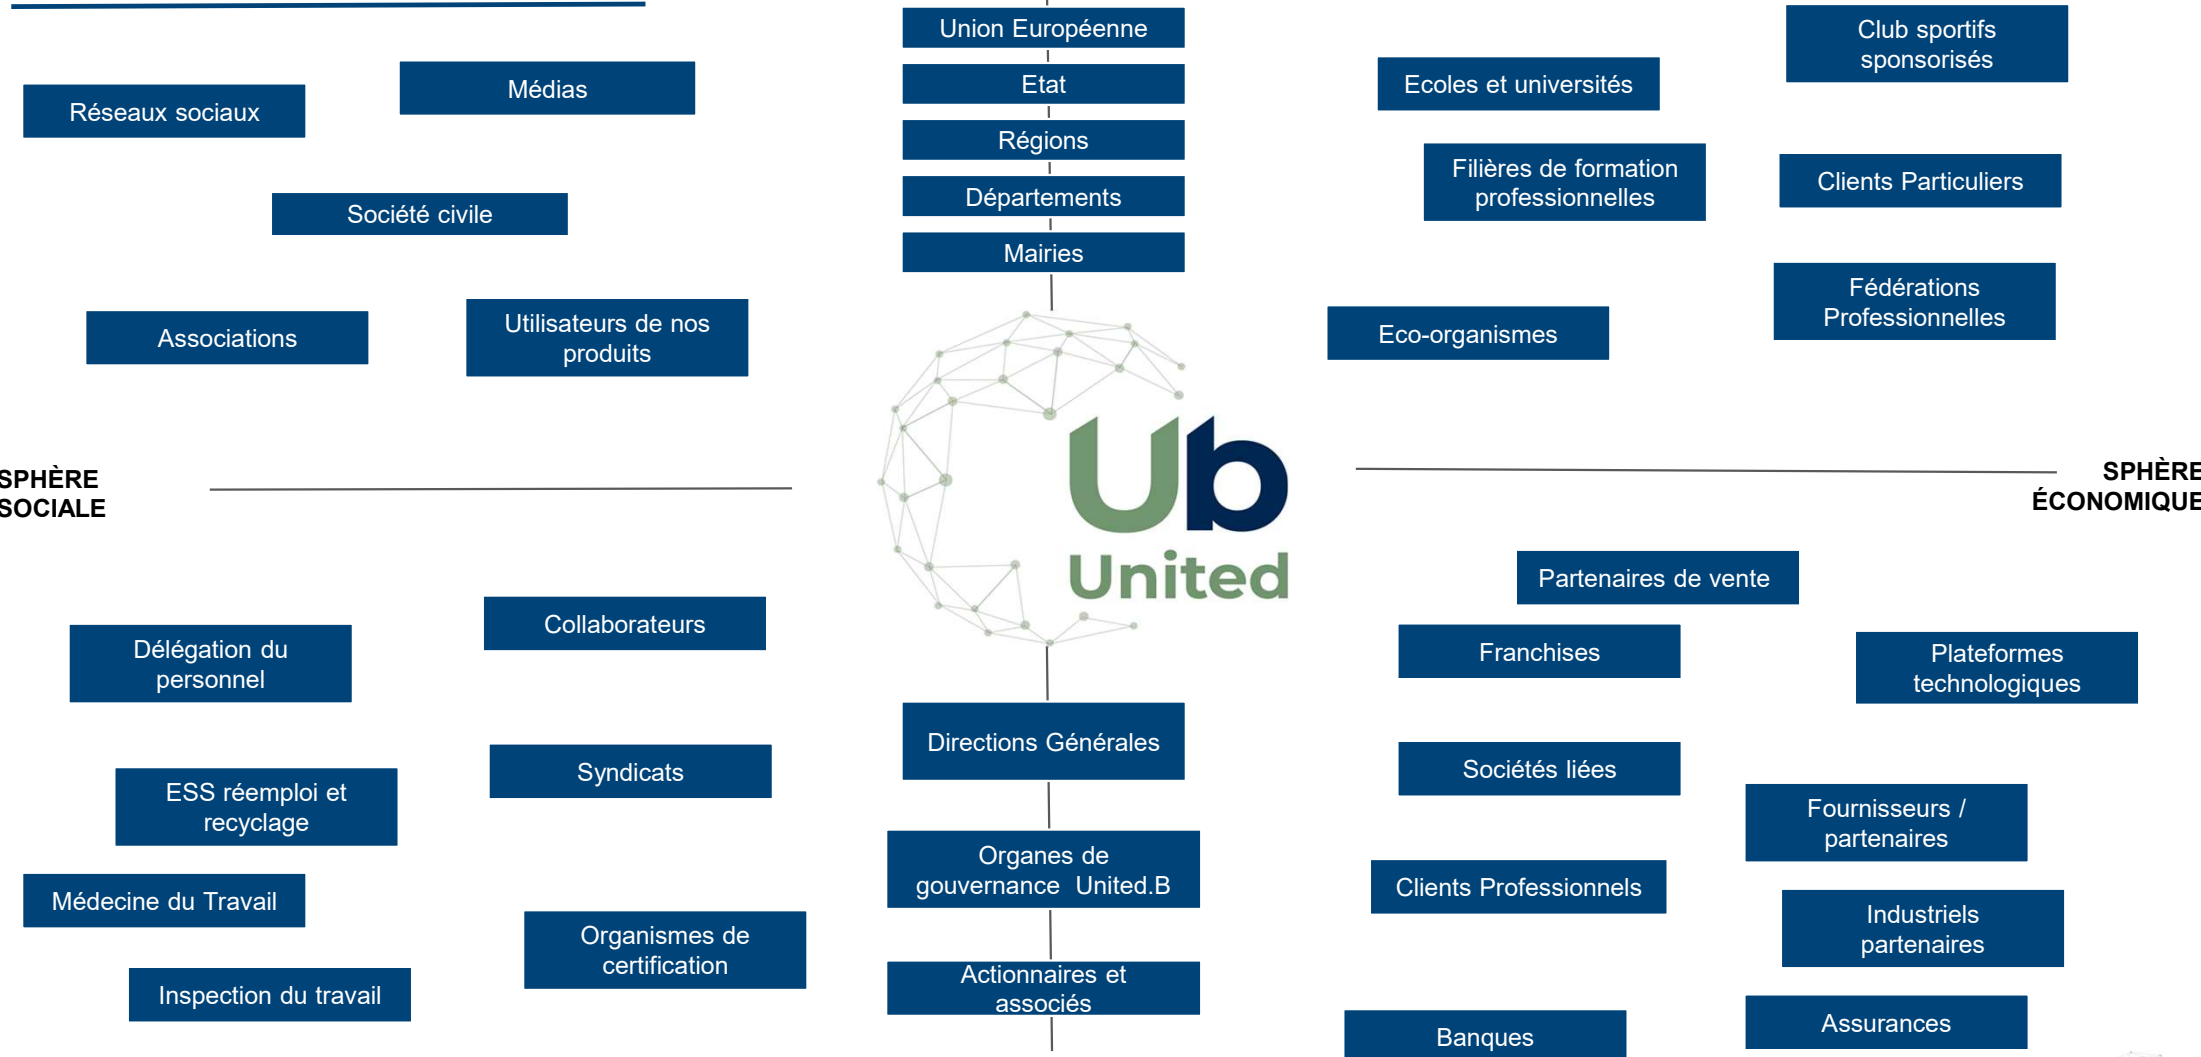 Union Européenne
Etat
Régions
Départements
Mairies
Réseaux sociaux
Médias
Société civile
Associations
Utilisateurs de nos
produits
Ecoles et universités
Club sportifs
sponsorisés
Filières de formation
professionnelles
Clients Particuliers
Fédérations
Professionnelles
Eco-organismes
SPHÈRE
SOCIALE
Ub
United
SPHÈRE
ÉCONOMIQUE
Délégation du
personnel
Collaborateurs
ESS réemploi et
recyclage
Syndicats
Médecine du Travail
Organismes de
certification
Inspection du travail
Directions Générales
Organes de
gouvernance United.B
Actionnaires et
associés
Partenaires de vente
Franchises
Plateformes
technologiques
Sociétés liées
Fournisseurs /
partenaires
Clients Professionnels
Industriels
partenaires
Banques
Assurances